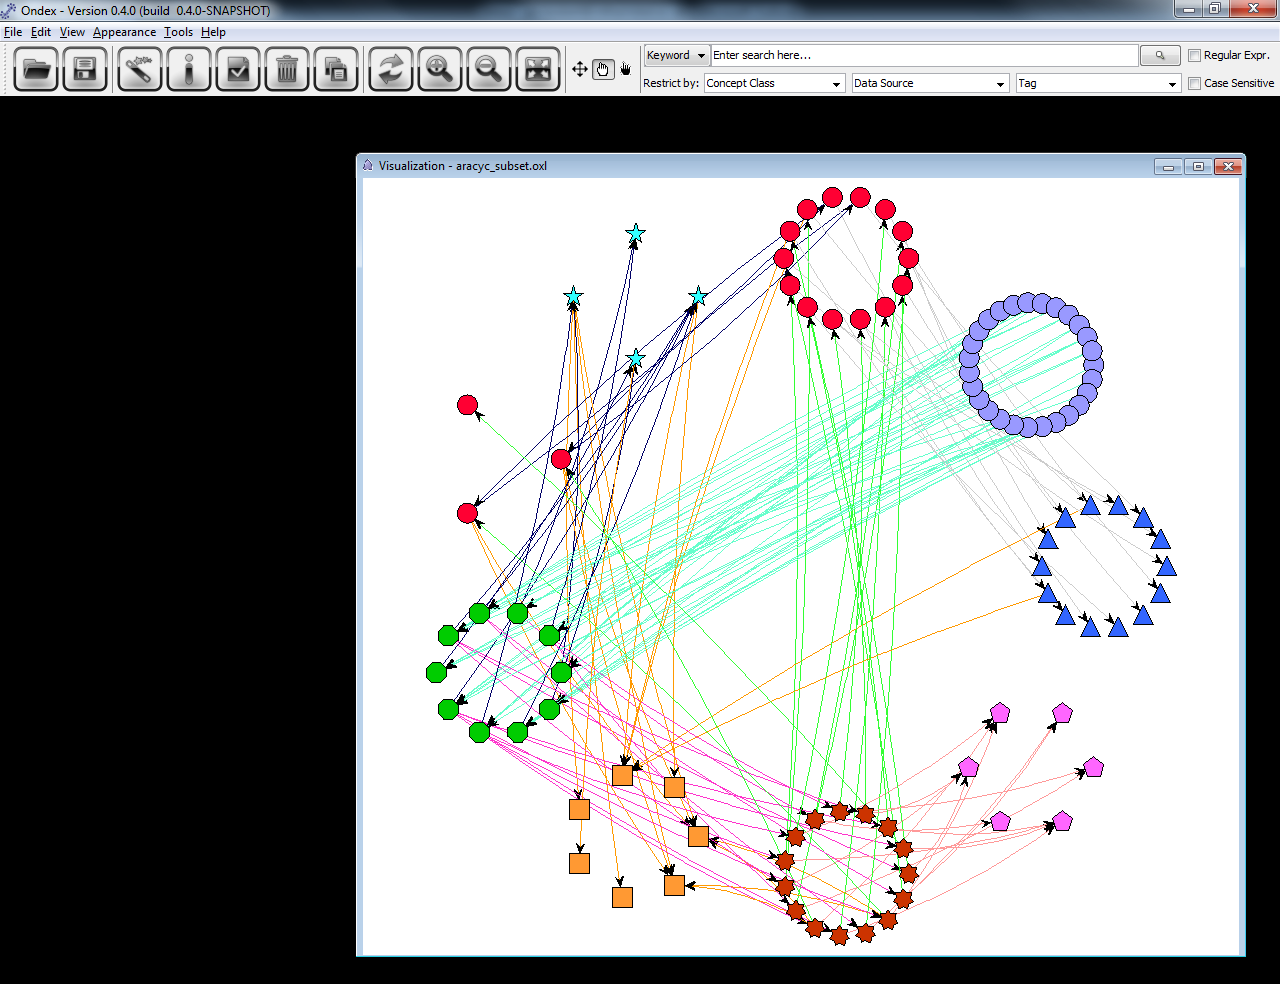 Ondex - Version 0.4.0 (build  0.4.0-SNAPSHOT)
File Edit View Appearance Tools Help
Keyword Enter search here... Regular Expr.
Restrict by: Concept Class Data Source Tag Case Sensitive
Visualization - aracyc_subset.oxl